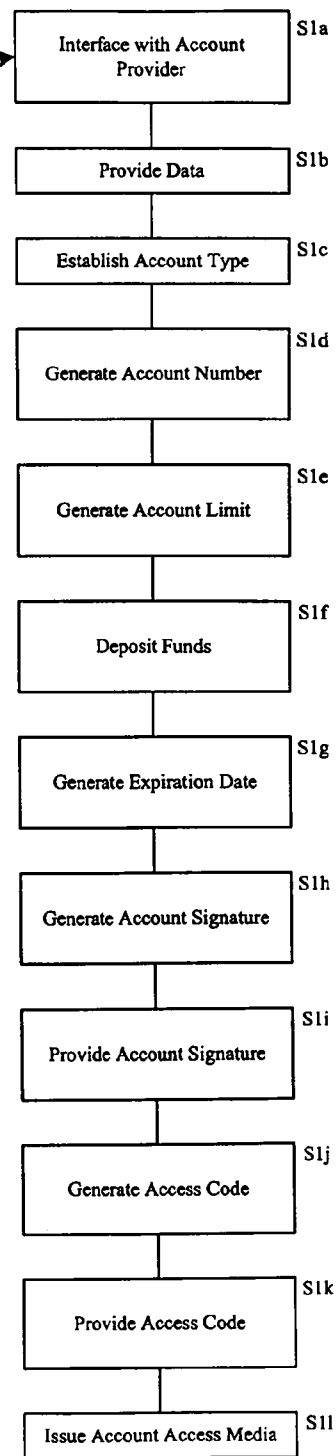 Interface with Account
Provider
S1a
Provide Data
S1b
Establish Account Type
S1c
Generate Account Number
S1d
Generate Account Limit
S1e
Deposit Funds
S1f
Generate Expiration Date
S1g
Generate Account Signature
S1h
Provide Account Signature
S1i
Generate Access Code
S1j
Provide Access Code
S1k
Issue Account Access Media
S1l